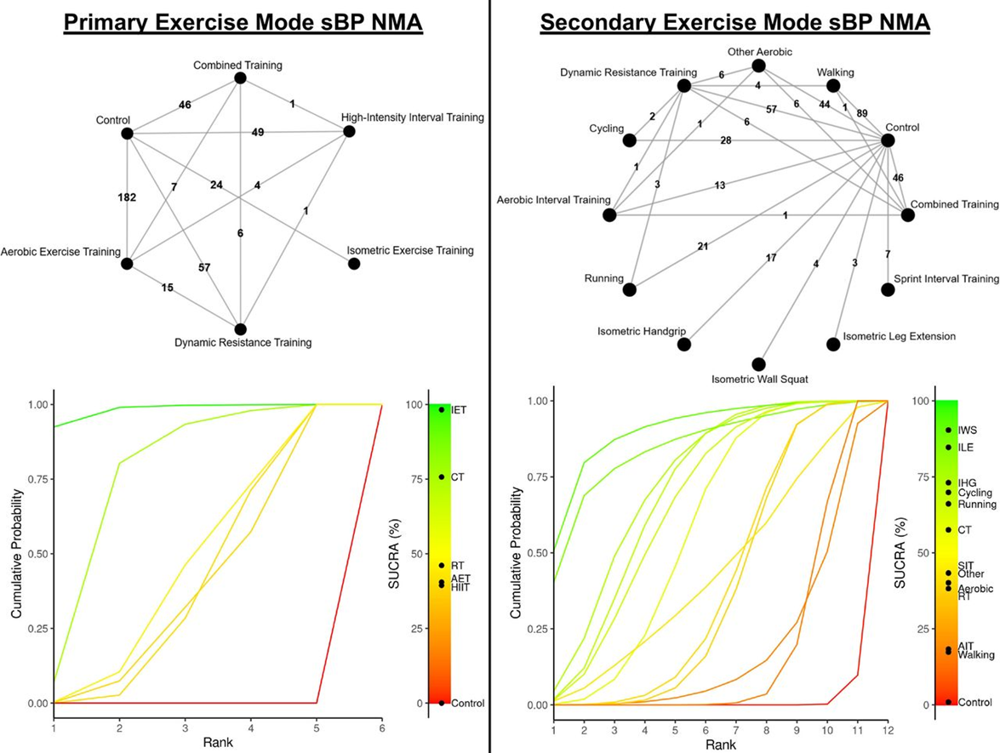 Primary Exercise Mode sBP NMA
Combined Training
46
1
Control
High-Intensity Interval Training
49
182
7
24
4
1
6
Aerobic Exercise Training
Isometric Exercise Training
57
15
Dynamic Resistance Training
1.00
0.75
0.50
0.25
0.00
Cumulative Probability
1
2
3
4
5
6
Rank
SUCRA (%)
100
75
50
25
0
IET
CT
RT
AET
HIIT
Control
Secondary Exercise Mode sBP NMA
Other Aerobic
Dynamic Resistance Training
6
Walking
4
57
6
44
1
89
2
1
6
Cycling
28
Control
1
3
13
46
Aerobic Interval Training
1
Combined Training
21
17
4
3
7
Running
Sprint Interval Training
Isometric Handgrip
Isometric Leg Extension
Isometric Wall Squat
1.00
0.75
0.50
0.25
0.00
Cumulative Probability
1
2
3
4
5
6
7
8
9
10
11
12
Rank
SUCRA (%)
100
75
50
25
0
IWS
ILE
IHG
Cycling
Running
CT
SIT
Other
Aerobic
RT
AIT
Walking
Control